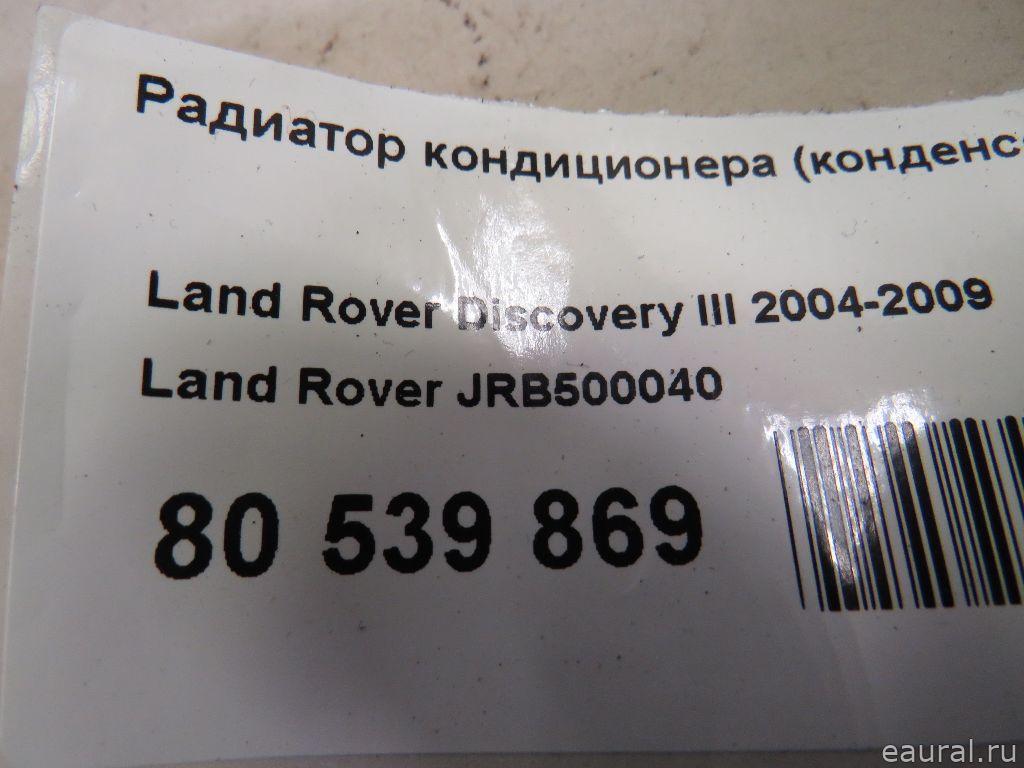 Радиатор кондиционера (конденс
Land Rover Discovery III 2004-2009
Land Rover JRB500040
80 539 869
eaural.ru